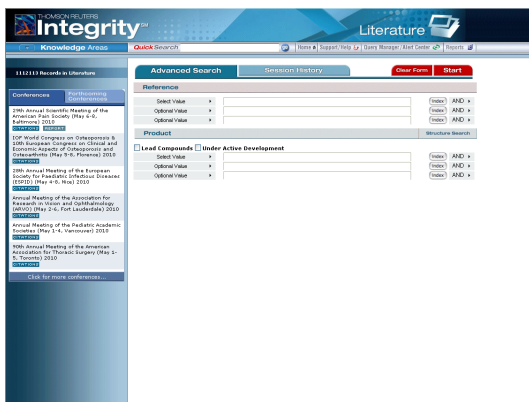 THOMSON REUTERS
Integrity℠
Literature
Knowledge Areas
Quick Search
Home
Support/Help
Query Manager/Alert Center
Reports
1112113 Records in Literature
Advanced Search
Session History
Clear Form
Start
Conferences
Forthcoming Conferences
29th Annual Scientific Meeting of the
American Pain Society (May 6-8,
Baltimore) 2010
CITATIONS REPORT
IOF World Congress on Osteoporosis &
10th European Congress on Clinical and
Economic Aspects of Osteoporosis and
Osteoarthritis (May 5-8, Florence) 2010
CITATIONS
28th Annual Meeting of the European
Society for Paediatric Infectious Diseases
(ESPID) (May 4-8, Nice) 2010
CITATIONS
Annual Meeting of the Association for
Research in Vision and Ophthalmology
(ARVO) (May 2-6, Fort Lauderdale) 2010
CITATIONS
Annual Meeting of the Pediatric Academic
Societies (May 1-4, Vancouver) 2010
CITATIONS
90th Annual Meeting of the American
Association for Thoracic Surgery (May 1-
5, Toronto) 2010
CITATIONS
Click for more conferences...
Reference
Select Value Index AND
Optional Value Index AND
Optional Value Index AND
Product
Structure Search
Lead Compounds Under Active Development
Select Value Index AND
Optional Value Index AND
Optional Value Index AND